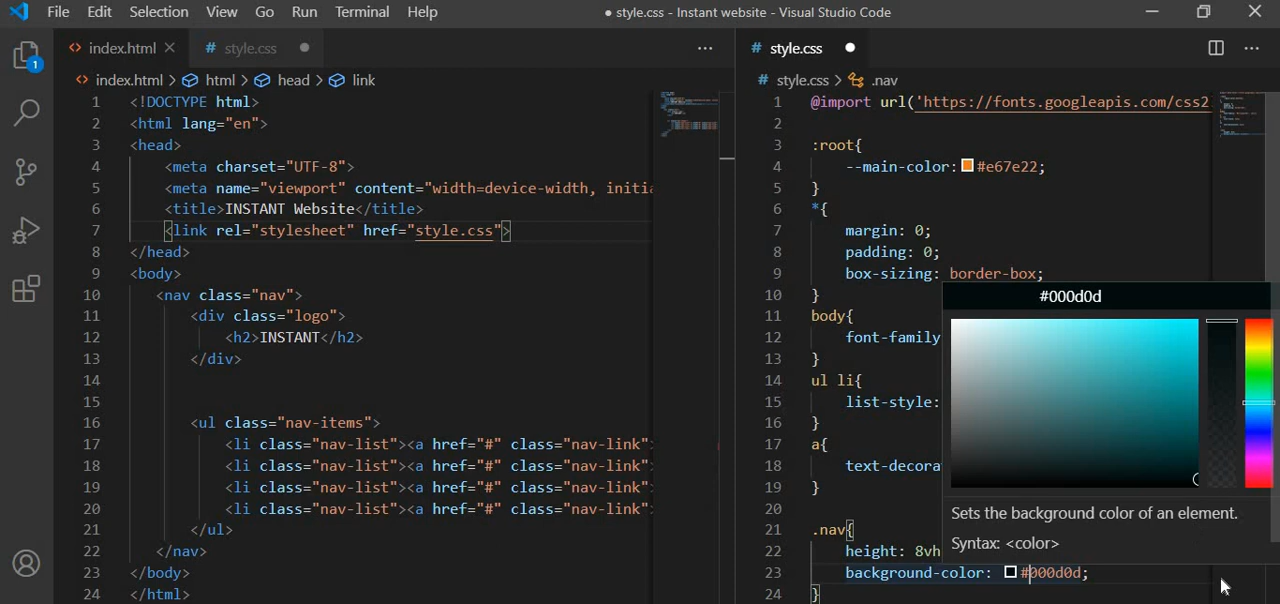 File Edit Selection View Go Run Terminal Help ● style.css - Instant website - Visual Studio Code
index.html × # style.css ● ···
index.html > html > head > link
1 <!DOCTYPE html>
2 <html lang="en">
3 <head>
4 <meta charset="UTF-8">
5 <meta name="viewport" content="width=device-width, initia
6 <title>INSTANT Website</title>
7 <link rel="stylesheet" href="style.css">
8 </head>
9 <body>
10 <nav class="nav">
11 <div class="logo">
12 <h2>INSTANT</h2>
13 </div>
14
15
16 <ul class="nav-items">
17 <li class="nav-list"><a href="#" class="nav-link"
18 <li class="nav-list"><a href="#" class="nav-link"
19 <li class="nav-list"><a href="#" class="nav-link"
20 <li class="nav-list"><a href="#" class="nav-link"
21 </ul>
22 </nav>
23 </body>
24 </html>
1
# style.css ● ···
# style.css > .nav
1 @import url('https://fonts.googleapis.com/css2
2
3 :root{
4 --main-color: #e67e22;
5 }
6 *{
7 margin: 0;
8 padding: 0;
9 box-sizing: border-box;
10 }
11 body{
12 font-family
13 }
14 ul li{
15 list-style:
16 }
17 a{
18 text-decora
19 }
20
21 .nav{
22 height: 8vh
23 background-color: #000d0d;
24 }
#000d0d
Sets the background color of an element.
Syntax: <color>